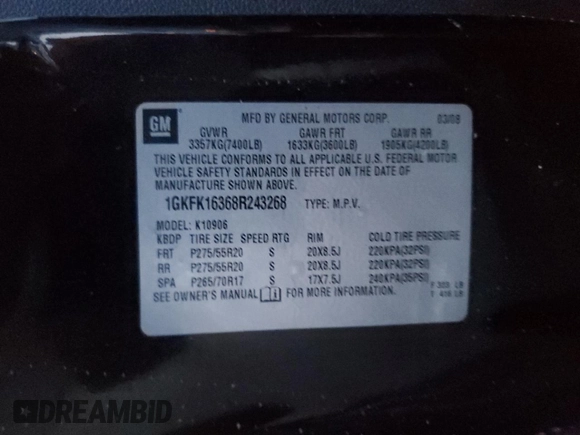 GM
MFD BY GENERAL MOTORS CORP. 03/08
GVWR GAWR FRT GAWR RR
3357KG(7400LB) 1633KG(3600LB) 1905KG(4200LB)
THIS VEHICLE CONFORMS TO ALL APPLICABLE U.S. FEDERAL MOTOR
VEHICLE SAFETY STANDARDS IN EFFECT ON THE DATE OF
MANUFACTURE SHOWN ABOVE.
1GKFK16368R243268 TYPE: M.P.V.
MODEL: K10906
KBDP TIRE SIZE SPEED RTG RIM COLD TIRE PRESSURE
FRT P275/55R20 S 20X8.5J 220KPA(32PSI)
RR P275/55R20 S 20X8.5J 220KPA(32PSI)
SPA P265/70R17 S 17X7.5J 240KPA(35PSI)
SEE OWNER'S MANUAL FOR MORE INFORMATION.
F LB
T LB
DREAMBID